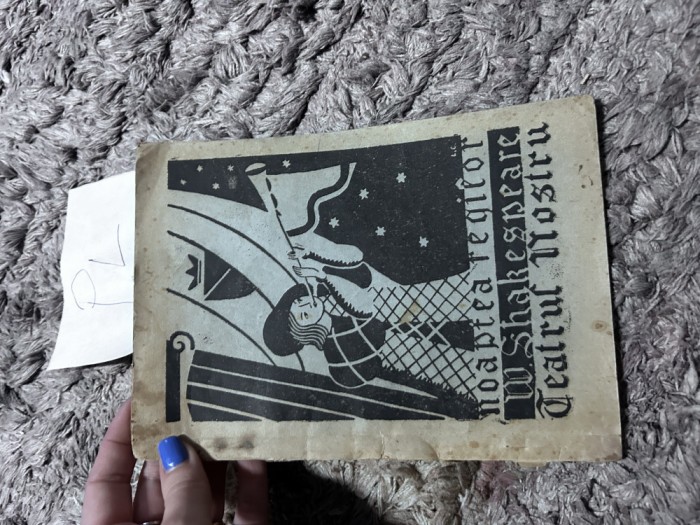 noaptea regilor
W Shakespeare
Teatrul nostru